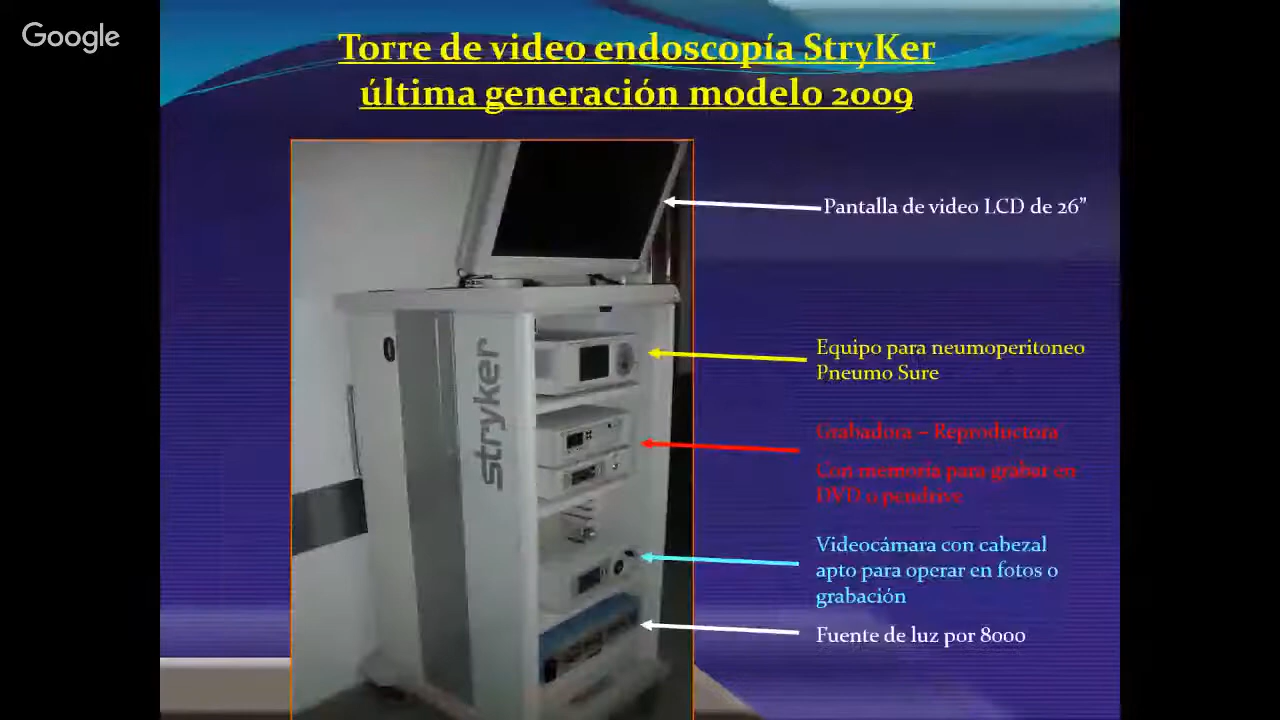 Google
Torre de video endoscopía StryKer
última generación modelo 2009
Pantalla de video LCD de 26”
Equipo para neumoperitoneo
Pneumo Sure
stryker
Grabadora – Reproductora
Con memoria para grabar en
DVD o pendrive
Videocámara con cabezal
apto para operar en fotos o
grabación
Fuente de luz por 8000